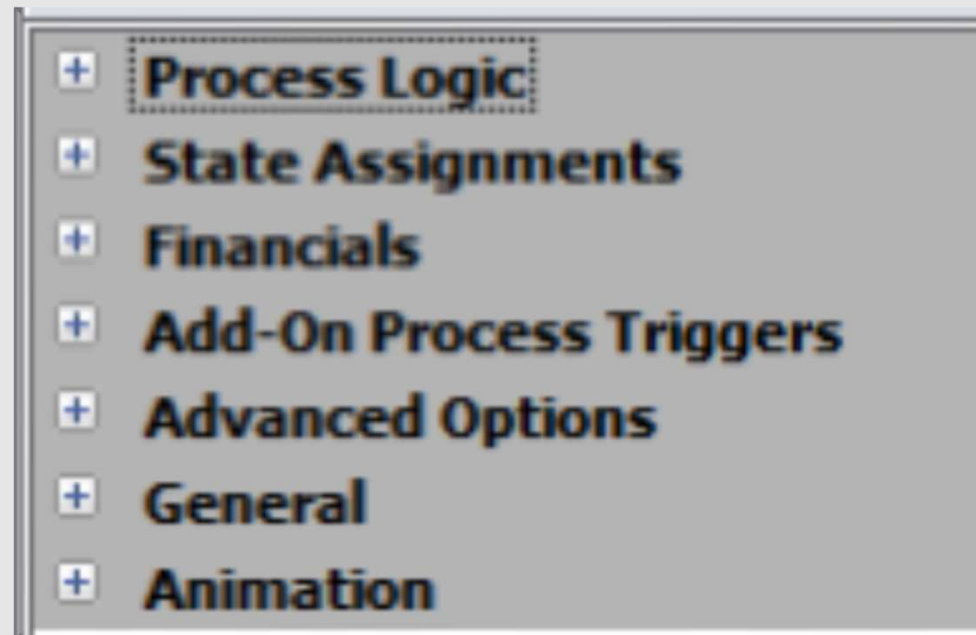 Process Logic
State Assignments
Financials
Add-On Process Triggers
Advanced Options
General
Animation